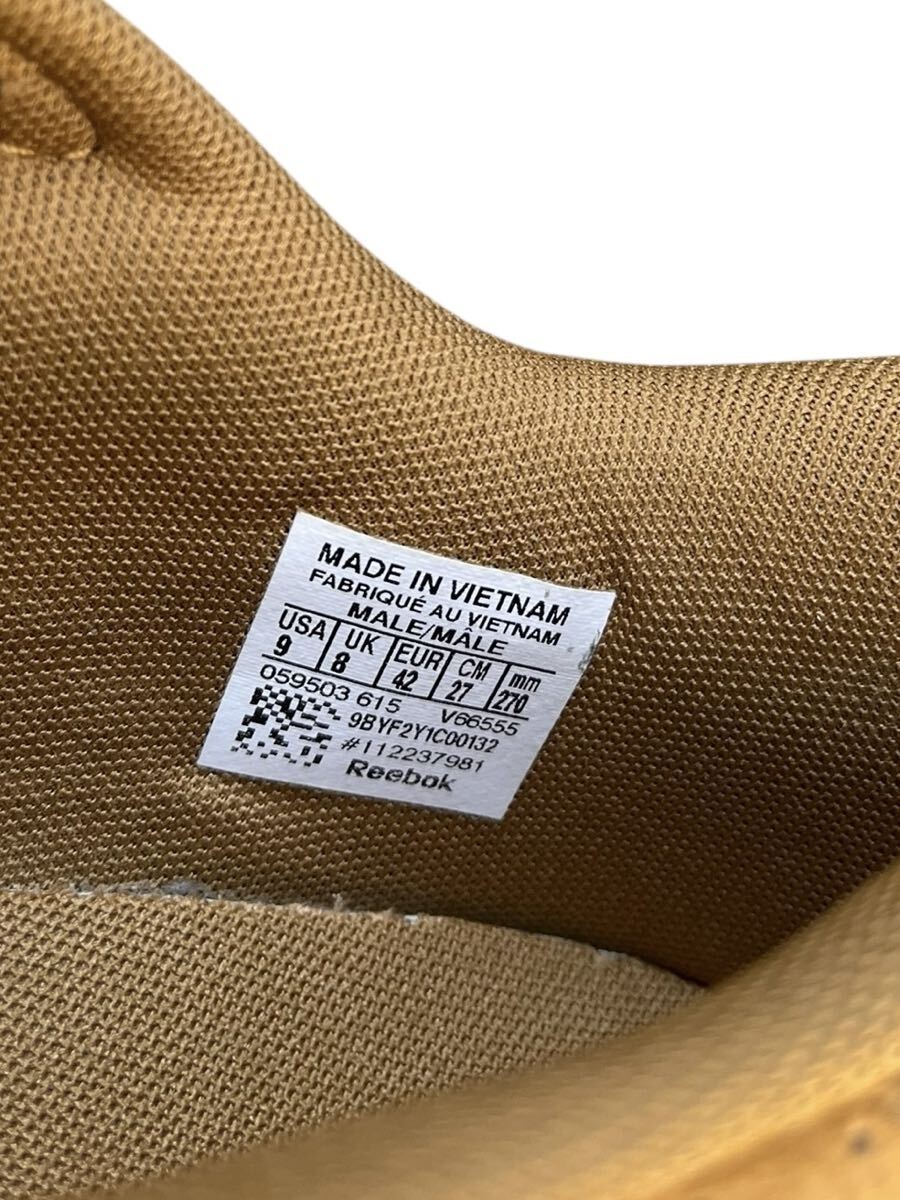 MADE IN VIETNAM
FABRIQUÉ AU VIETNAM
MALE/MÂLE
USA UK EUR CM mm
9 8 42 27 270
059503 615 V66555
9BYF2Y1C00132
#112237981
Reebok